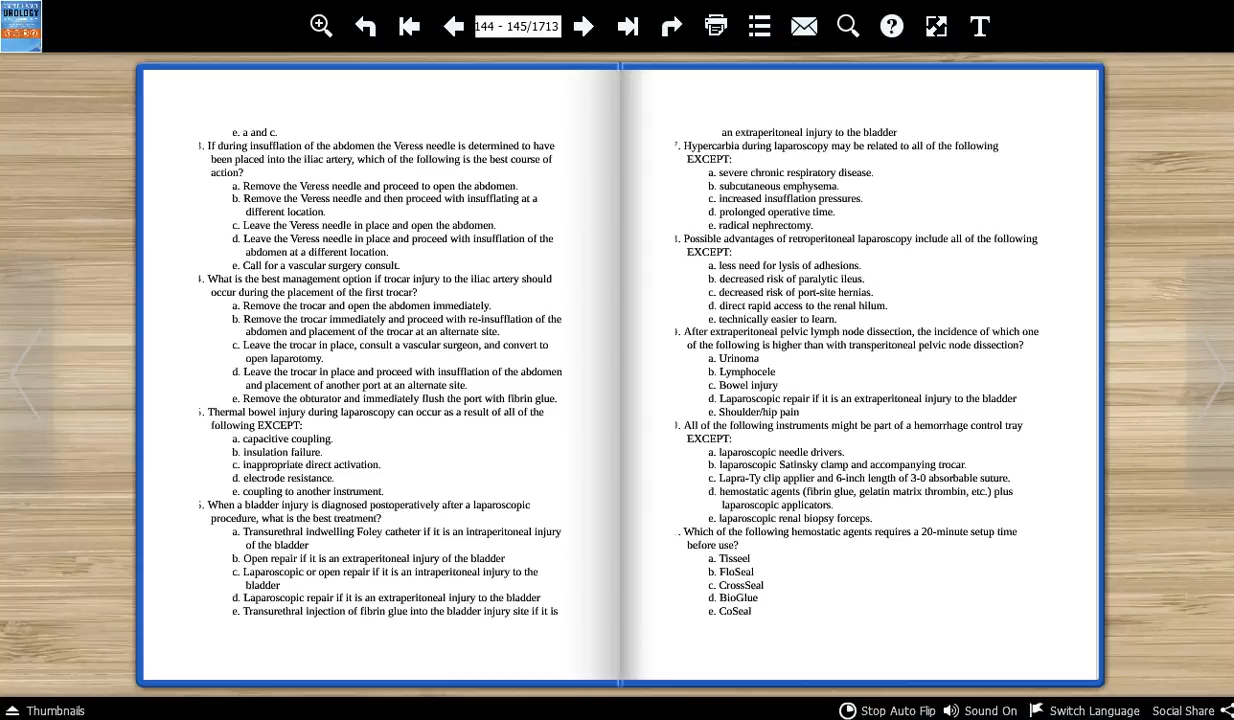 UROLOGY
144 - 145/1713
e. a and c.
. If during insufflation of the abdomen the Veress needle is determined to have
been placed into the iliac artery, which of the following is the best course of
action?
a. Remove the Veress needle and proceed to open the abdomen.
b. Remove the Veress needle and then proceed with insufflating at a
different location.
c. Leave the Veress needle in place and open the abdomen.
d. Leave the Veress needle in place and proceed with insufflation of the
abdomen at a different location.
e. Call for a vascular surgery consult.
. What is the best management option if trocar injury to the iliac artery should
occur during the placement of the first trocar?
a. Remove the trocar and open the abdomen immediately.
b. Remove the trocar immediately and proceed with re-insufflation of the
abdomen and placement of the trocar at an alternate site.
c. Leave the trocar in place, consult a vascular surgeon, and convert to
open laparotomy.
d. Leave the trocar in place and proceed with insufflation of the abdomen
and placement of another port at an alternate site.
e. Remove the obturator and immediately flush the port with fibrin glue.
. Thermal bowel injury during laparoscopy can occur as a result of all of the
following EXCEPT:
a. capacitive coupling.
b. insulation failure.
c. inappropriate direct activation.
d. electrode resistance.
e. coupling to another instrument.
. When a bladder injury is diagnosed postoperatively after a laparoscopic
procedure, what is the best treatment?
a. Transurethral indwelling Foley catheter if it is an intraperitoneal injury
of the bladder
b. Open repair if it is an extraperitoneal injury of the bladder
c. Laparoscopic or open repair if it is an intraperitoneal injury to the
bladder
d. Laparoscopic repair if it is an extraperitoneal injury to the bladder
e. Transurethral injection of fibrin glue into the bladder injury site if it is
an extraperitoneal injury to the bladder
. Hypercarbia during laparoscopy may be related to all of the following
EXCEPT:
a. severe chronic respiratory disease.
b. subcutaneous emphysema.
c. increased insufflation pressures.
d. prolonged operative time.
e. radical nephrectomy.
. Possible advantages of retroperitoneal laparoscopy include all of the following
EXCEPT:
a. less need for lysis of adhesions.
b. decreased risk of paralytic ileus.
c. decreased risk of port-site hernias.
d. direct rapid access to the renal hilum.
e. technically easier to learn.
. After extraperitoneal pelvic lymph node dissection, the incidence of which one
of the following is higher than with transperitoneal pelvic node dissection?
a. Urinoma
b. Lymphocele
c. Bowel injury
d. Laparoscopic repair if it is an extraperitoneal injury to the bladder
e. Shoulder/hip pain
. All of the following instruments might be part of a hemorrhage control tray
EXCEPT:
a. laparoscopic needle drivers.
b. laparoscopic Satinsky clamp and accompanying trocar.
c. Lapra-Ty clip applier and 6-inch length of 3-0 absorbable suture.
d. hemostatic agents (fibrin glue, gelatin matrix thrombin, etc.) plus
laparoscopic applicators.
e. laparoscopic renal biopsy forceps.
. Which of the following hemostatic agents requires a 20-minute setup time
before use?
a. Tisseel
b. FloSeal
c. CrossSeal
d. BioGlue
e. CoSeal
Thumbnails
Stop Auto Flip
Sound On
Switch Language
Social Share